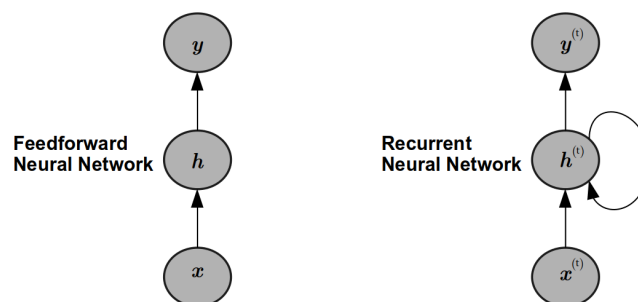 y
y^(t)
Feedforward
Neural Network
h
Recurrent
Neural Network
h^(t)
x
x^(t)